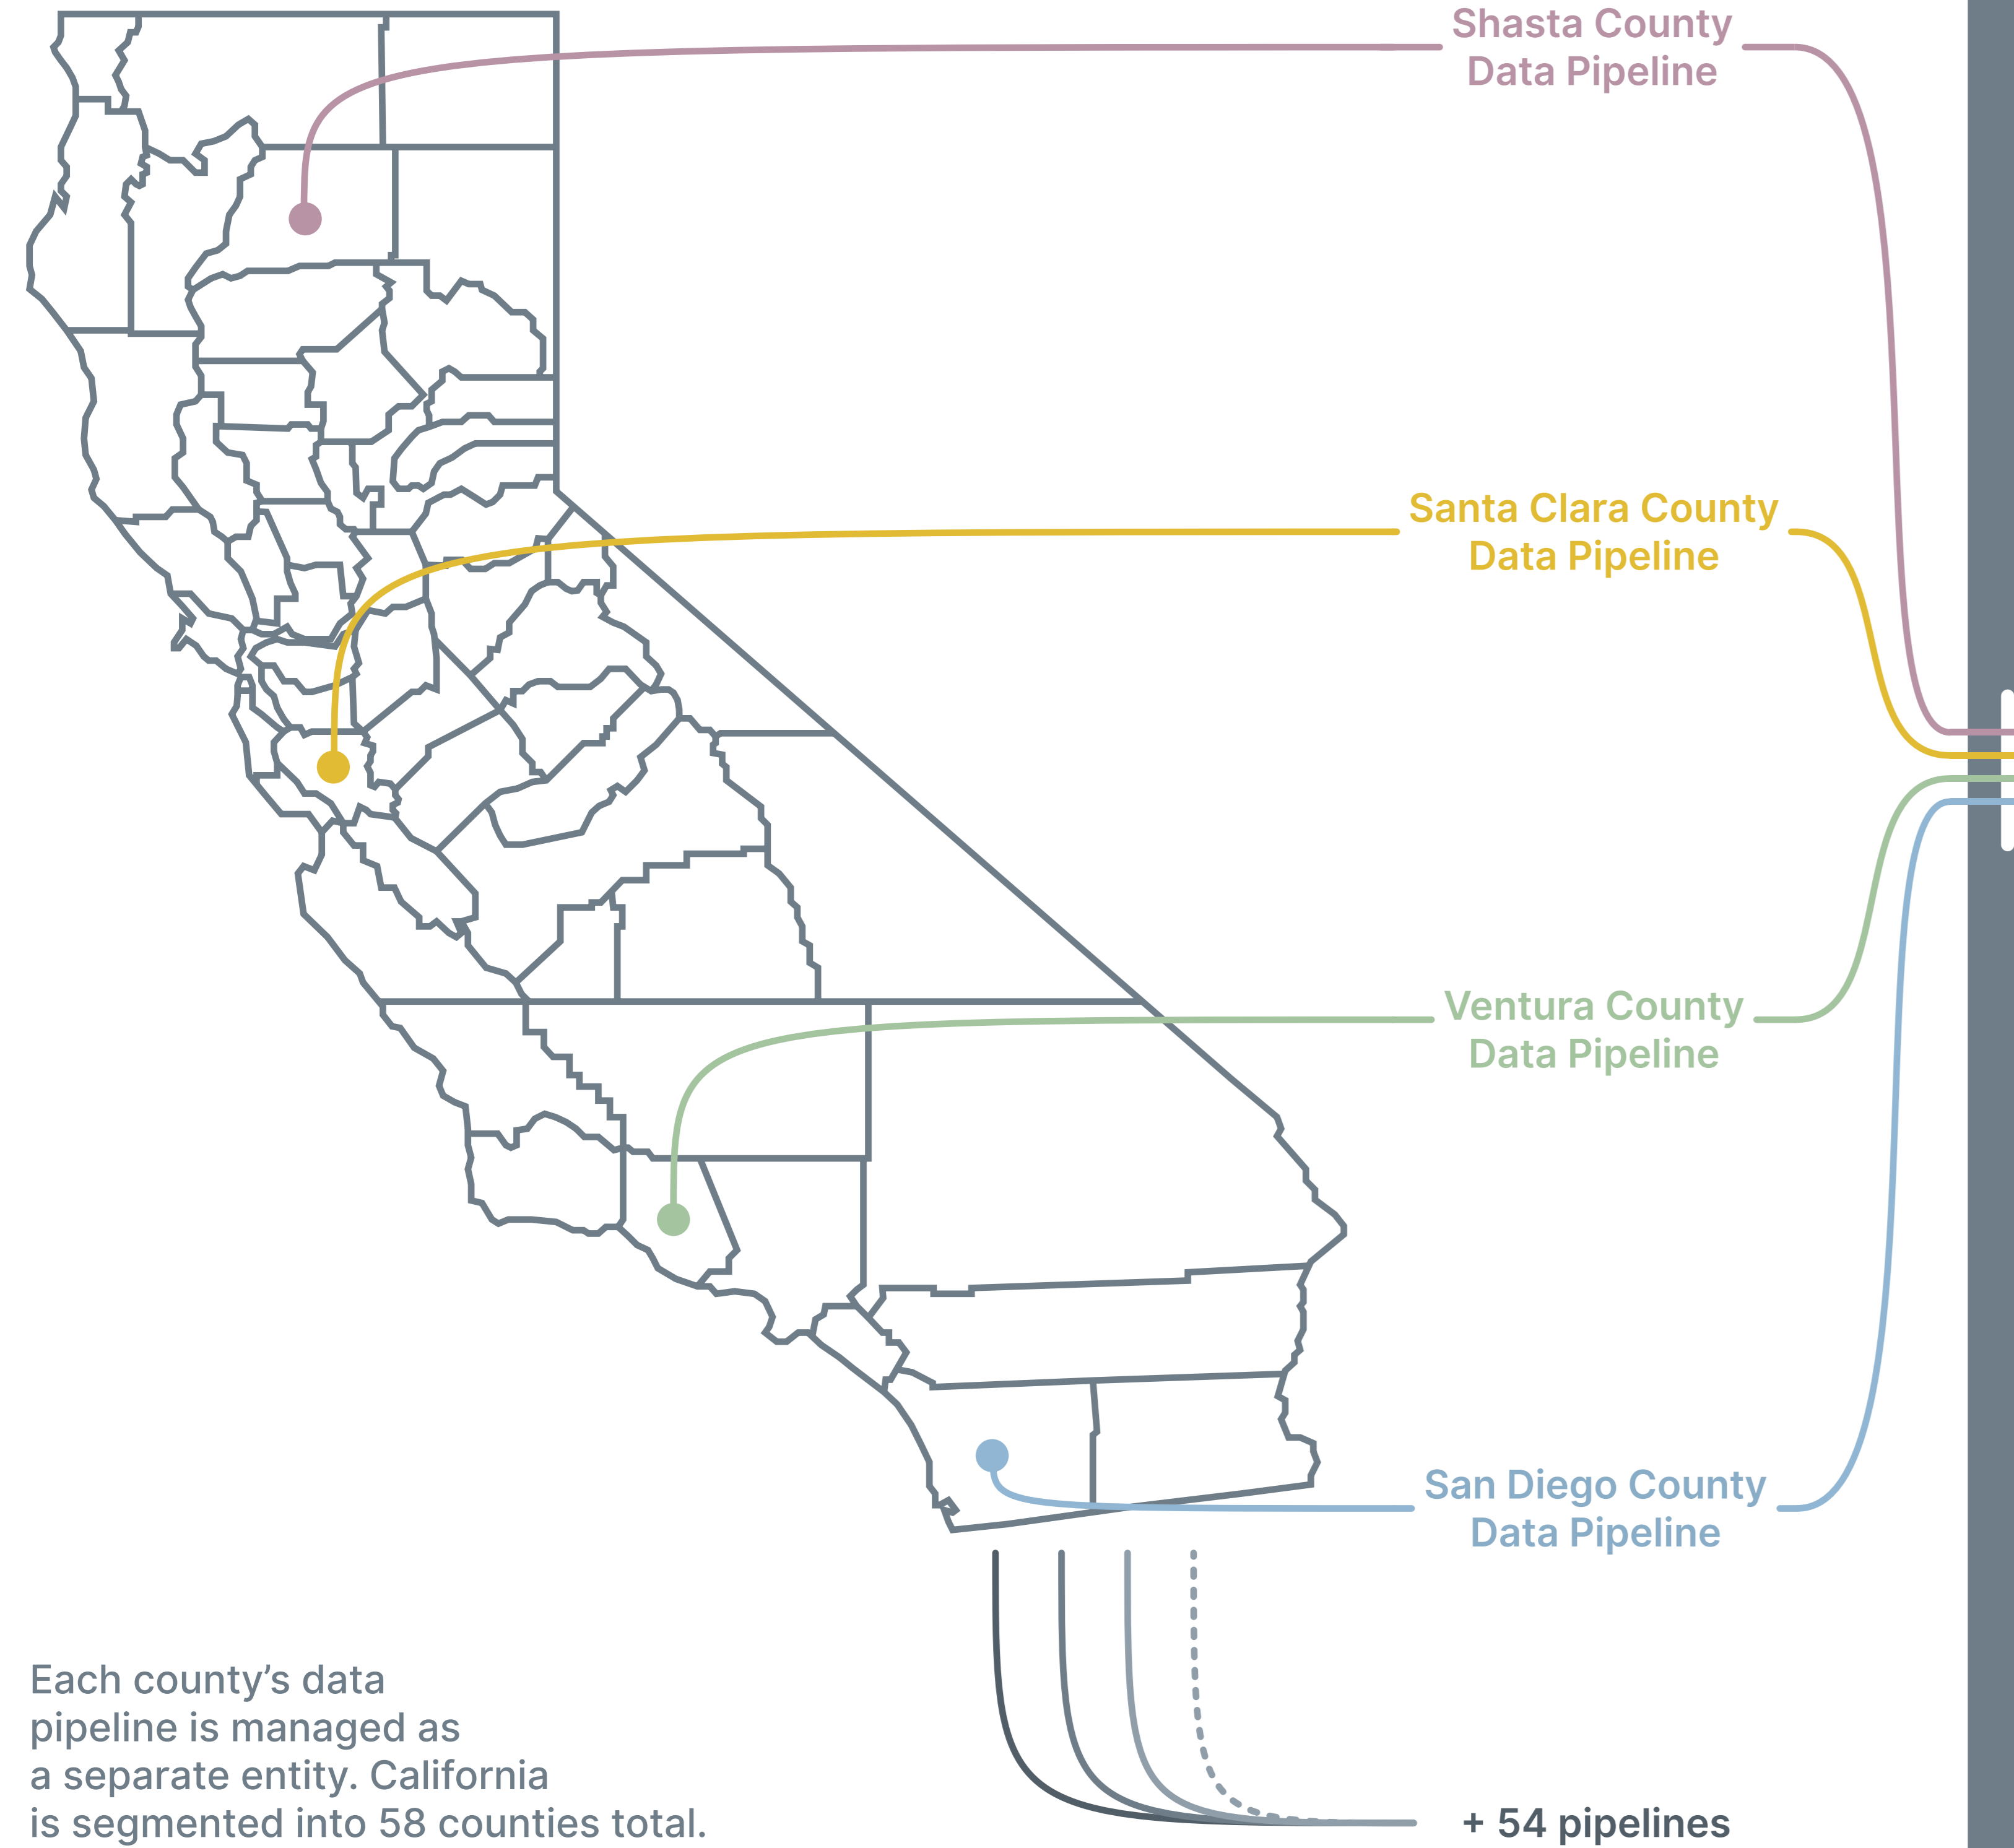 Shasta County
Data Pipeline
Santa Clara County
Data Pipeline
Ventura County
Data Pipeline
San Diego County
Data Pipeline
Each county’s data
pipeline is managed as
a separate entity. California
is segmented into 58 counties total.
+ 54 pipelines